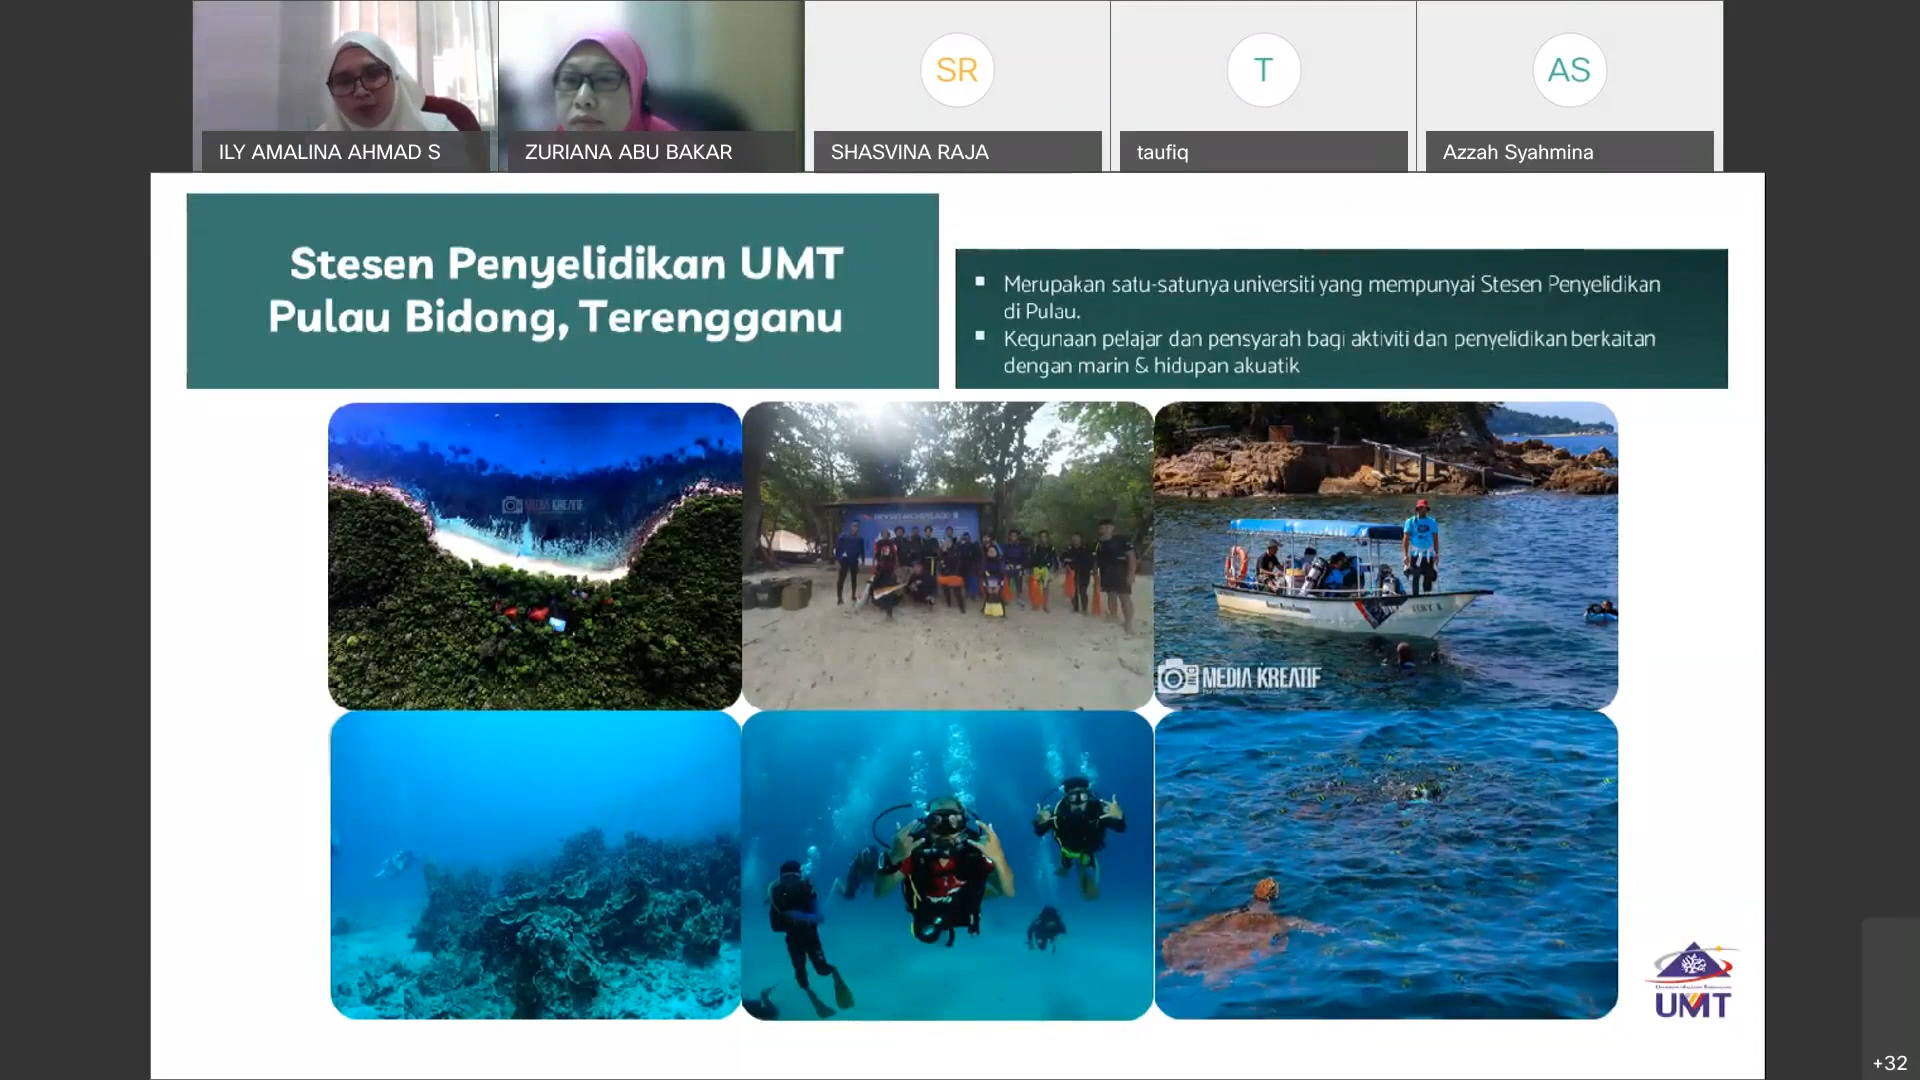 SR
T
AS
ILY AMALINA AHMAD S
ZURIANA ABU BAKAR
SHASVINA RAJA
taufiq
Azzah Syahmina
Stesen Penyelidikan UMT
Pulau Bidong, Terengganu
▪ Merupakan satu-satunya universiti yang mempunyai Stesen Penyelidikan
di Pulau.
▪ Kegunaan pelajar dan pensyarah bagi aktiviti dan penyelidikan berkaitan
dengan marin & hidupan akuatik
MEDIA KREATIF
MEDIA KREATIF
UMT
+32